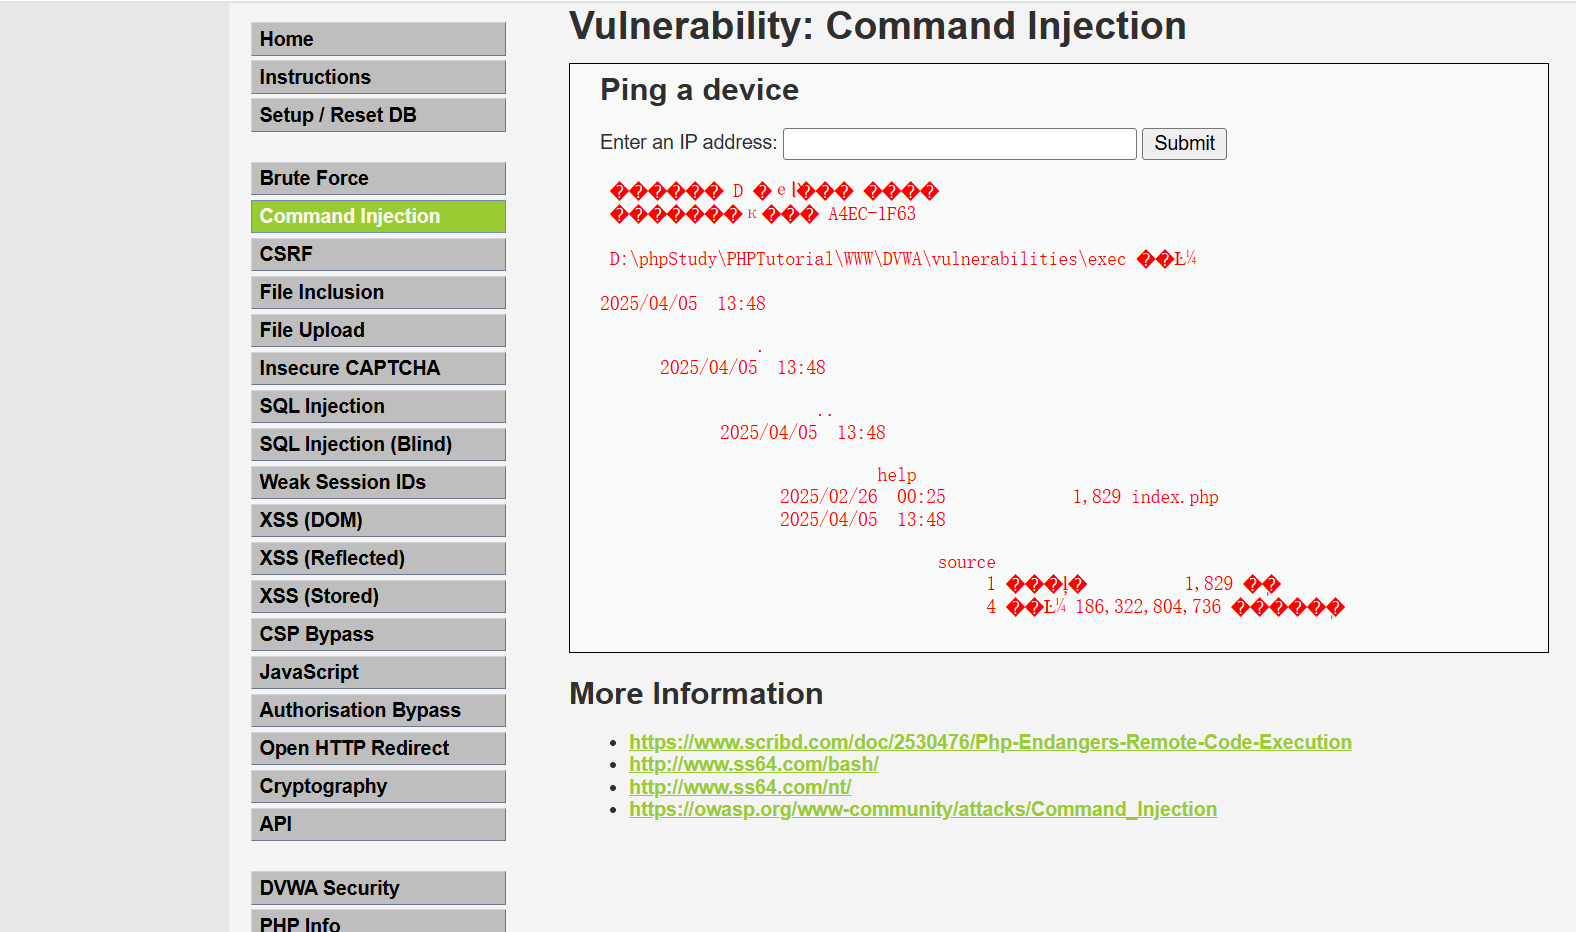 Home
Instructions
Setup / Reset DB
Brute Force
Command Injection
CSRF
File Inclusion
File Upload
Insecure CAPTCHA
SQL Injection
SQL Injection (Blind)
Weak Session IDs
XSS (DOM)
XSS (Reflected)
XSS (Stored)
CSP Bypass
JavaScript
Authorisation Bypass
Open HTTP Redirect
Cryptography
API
DVWA Security
PHP Info
Vulnerability: Command Injection
Ping a device
Enter an IP address: Submit
������ D �
�������ĸ��� A4EC-1F63
D:\phpStudy\PHPTutorial\WWW\DVWA\vulnerabilities\exec ��Ŀ¼
2025/04/05 13:48
.
2025/04/05 13:48
..
2025/04/05 13:48
help
2025/02/26 00:25 1,829 index.php
2025/04/05 13:48
source
1 ���ļ� 1,829 ��
4 ��Ŀ¼ 186,322,804,736 ������
More Information
https://www.scribd.com/doc/2530476/Php-Endangers-Remote-Code-Execution
http://www.ss64.com/bash/
http://www.ss64.com/nt/
https://owasp.org/www-community/attacks/Command_Injection